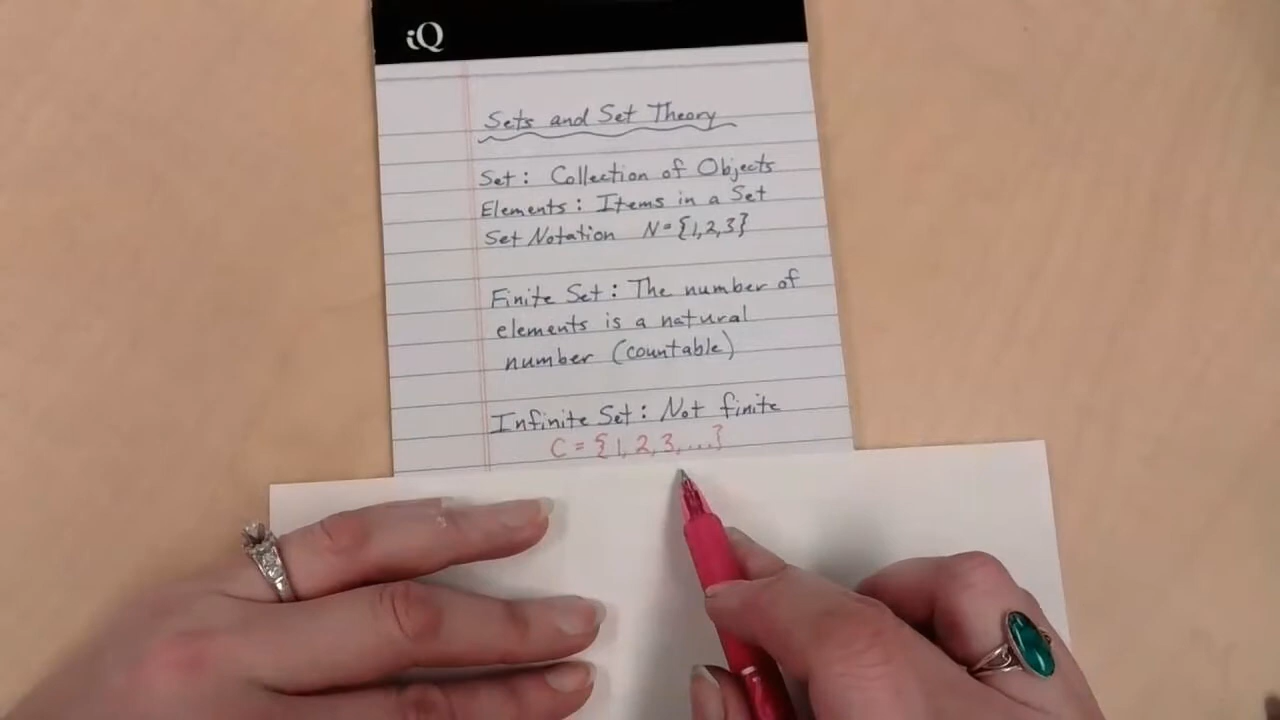 iQ
Sets and Set Theory
Set: Collection of Objects
Elements: Items in a Set
Set Notation N={1,2,3}
Finite Set: The number of
elements is a natural
number (countable)
Infinite Set: Not finite
C = {1, 2, 3, ...}